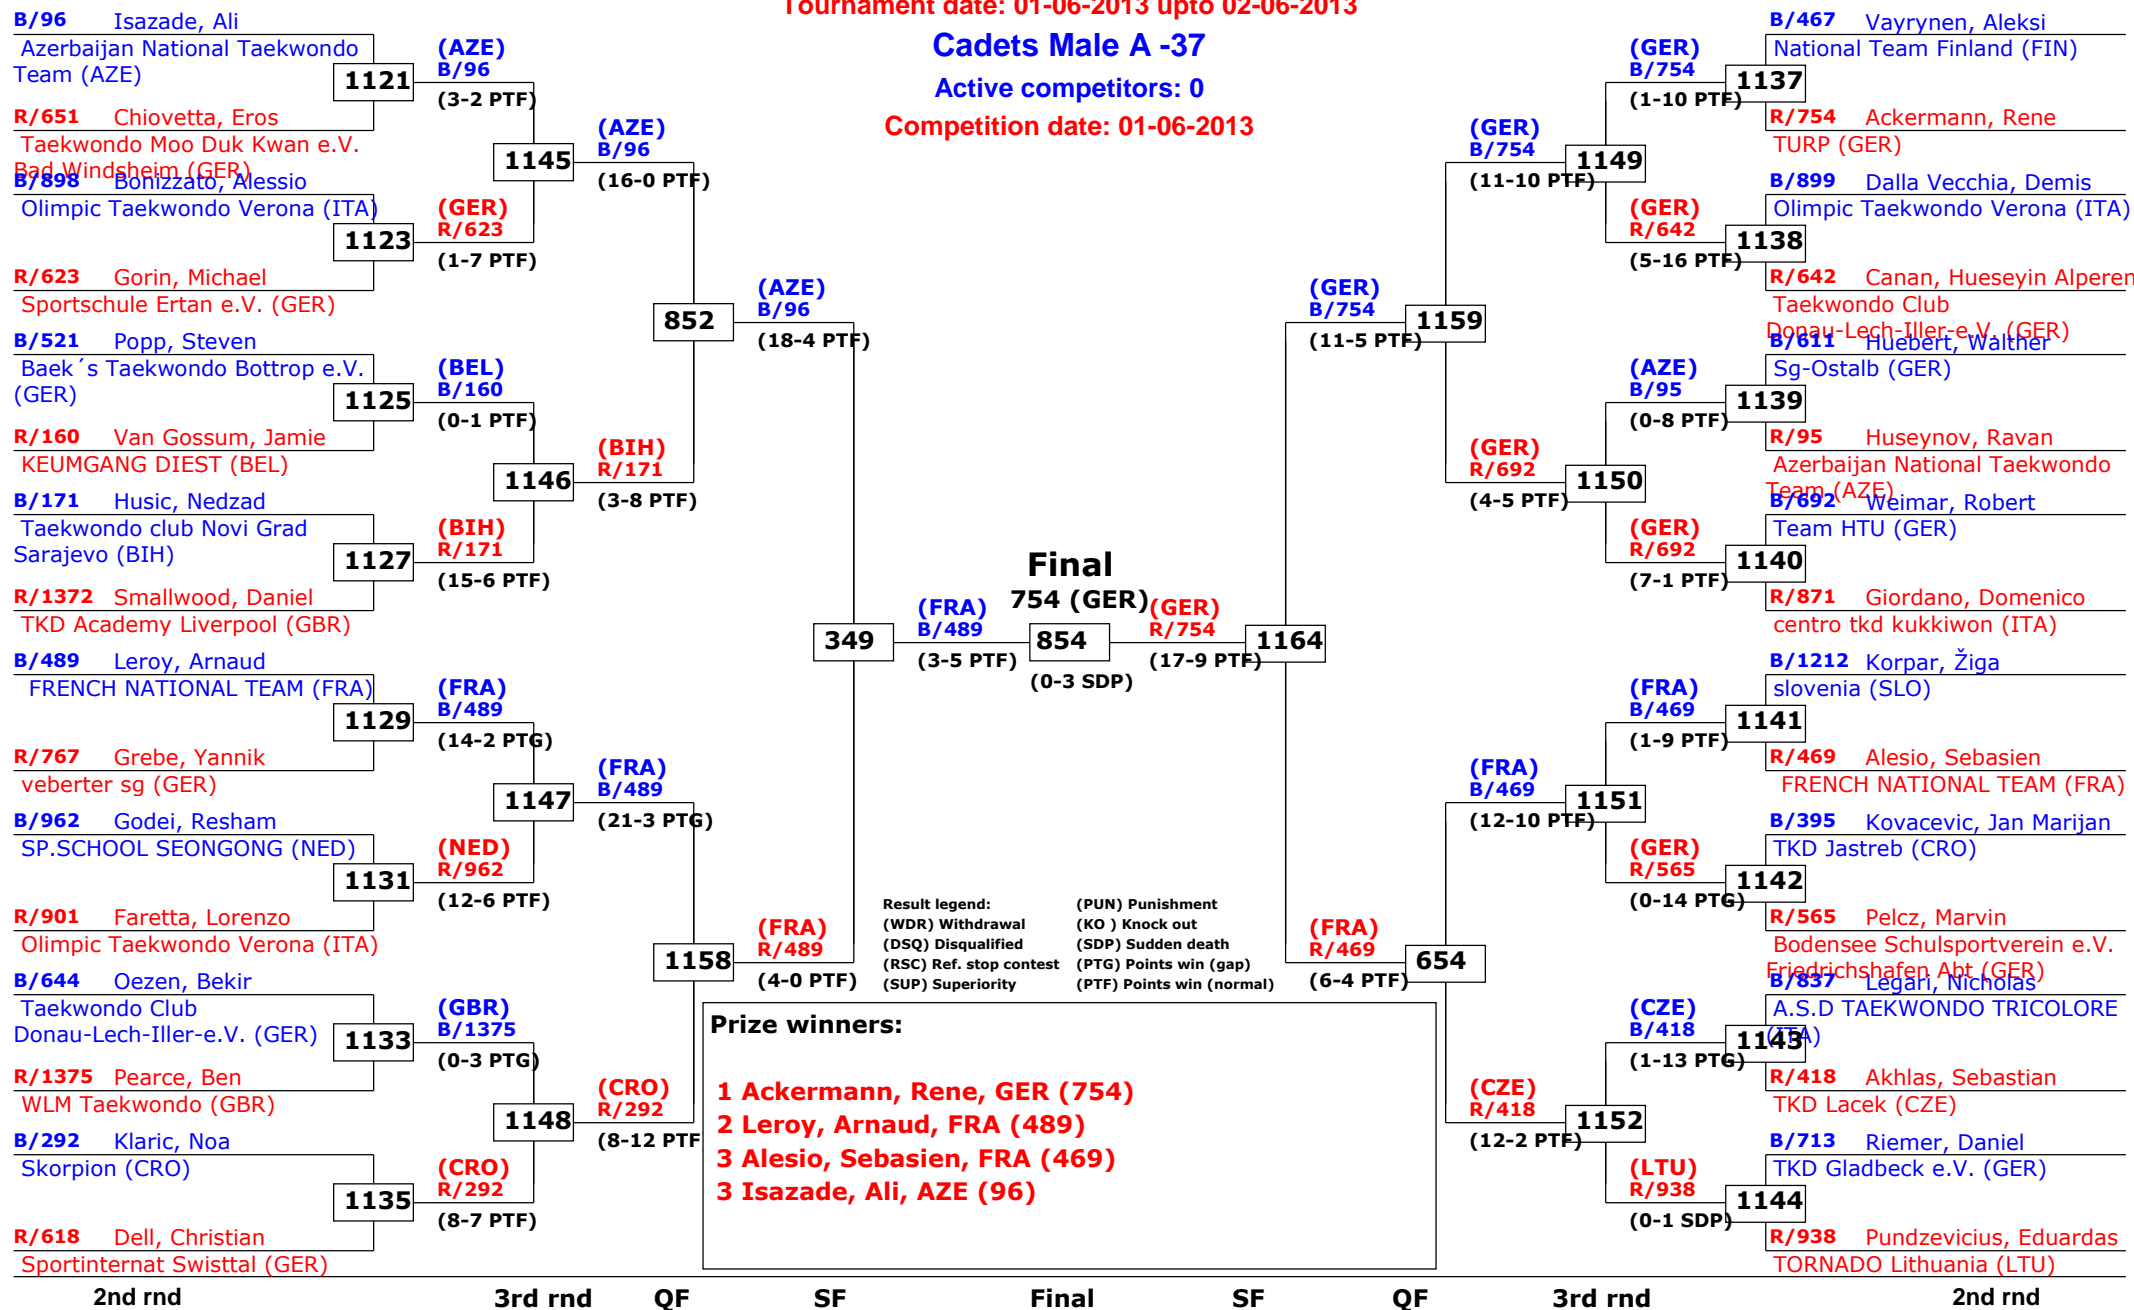 Tournament date: 01-06-2013 upto 02-06-2013
Cadets Male A -37
Active competitors: 0
Competition date: 01-06-2013
B/96 Isazade, Ali
Azerbaijan National Taekwondo
Team (AZE)
1121
R/651 Chiovetta, Eros
Taekwondo Moo Duk Kwan e.V.
Bad Windsheim (GER)
B/898 Bonizzato, Alessio
Olimpic Taekwondo Verona (ITA)
1123
R/623 Gorin, Michael
Sportschule Ertan e.V. (GER)
B/521 Popp, Steven
Baek´s Taekwondo Bottrop e.V.
(GER)
1125
R/160 Van Gossum, Jamie
KEUMGANG DIEST (BEL)
B/171 Husic, Nedzad
Taekwondo club Novi Grad
Sarajevo (BIH)
1127
R/1372 Smallwood, Daniel
TKD Academy Liverpool (GBR)
B/489 Leroy, Arnaud
FRENCH NATIONAL TEAM (FRA)
1129
R/767 Grebe, Yannik
veberter sg (GER)
B/962 Godei, Resham
SP.SCHOOL SEONGONG (NED)
1131
R/901 Faretta, Lorenzo
Olimpic Taekwondo Verona (ITA)
B/644 Oezen, Bekir
Taekwondo Club
Donau-Lech-Iller-e.V. (GER)
1133
R/1375 Pearce, Ben
WLM Taekwondo (GBR)
B/292 Klaric, Noa
Skorpion (CRO)
1135
R/618 Dell, Christian
Sportinternat Swisttal (GER)
(AZE)
B/96
(3-2 PTF)
1145
(GER)
R/623
(1-7 PTF)
(BEL)
B/160
(0-1 PTF)
1146
(BIH)
R/171
(15-6 PTF)
(FRA)
B/489
(14-2 PTG)
1147
(NED)
R/962
(12-6 PTF)
(GBR)
B/1375
(0-3 PTG)
1148
(CRO)
R/292
(8-7 PTF)
(AZE)
B/96
(16-0 PTF)
852
(BIH)
R/171
(3-8 PTF)
(FRA)
B/489
(21-3 PTG)
1158
(CRO)
R/292
(8-12 PTF
(AZE)
B/96
(18-4 PTF)
349
(FRA)
R/489
(4-0 PTF)
(FRA)
B/489
(3-5 PTF)
Final
754 (GER)
854
(0-3 SDP)
(GER)
R/754
(17-9 PTF)
1164
(GER)
B/754
(11-5 PTF)
1159
(FRA)
R/469
(6-4 PTF)
654
(GER)
B/754
(11-10 PTF)
1149
(GER)
R/692
(4-5 PTF)
1150
(FRA)
B/469
(12-10 PTF)
1151
(CZE)
R/418
(12-2 PTF)
1152
(GER)
B/754
(1-10 PTF)
1137
(GER)
R/642
(5-16 PTF)
1138
(AZE)
B/95
(0-8 PTF)
1139
(GER)
R/692
(7-1 PTF)
1140
(FRA)
B/469
(1-9 PTF)
1141
(GER)
R/565
(0-14 PTG)
1142
(CZE)
B/418
(1-13 PTG)
1143
(LTU)
R/938
(0-1 SDP)
1144
B/467 Vayrynen, Aleksi
National Team Finland (FIN)
R/754 Ackermann, Rene
TURP (GER)
B/899 Dalla Vecchia, Demis
Olimpic Taekwondo Verona (ITA)
R/642 Canan, Hueseyin Alperen
Taekwondo Club
Donau-Lech-Iller-e.V. (GER)
B/611 Huebert, Walther
Sg-Ostalb (GER)
R/95 Huseynov, Ravan
Azerbaijan National Taekwondo
Team (AZE)
B/692 Weimar, Robert
Team HTU (GER)
R/871 Giordano, Domenico
centro tkd kukkiwon (ITA)
B/1212 Korpar, Žiga
slovenia (SLO)
R/469 Alesio, Sebasien
FRENCH NATIONAL TEAM (FRA)
B/395 Kovacevic, Jan Marijan
TKD Jastreb (CRO)
R/565 Pelcz, Marvin
Bodensee Schulsportverein e.V.
Friedrichshafen Abt (GER)
B/837 Legari, Nicholas
A.S.D TAEKWONDO TRICOLORE
(ITA)
R/418 Akhlas, Sebastian
TKD Lacek (CZE)
B/713 Riemer, Daniel
TKD Gladbeck e.V. (GER)
R/938 Pundzevicius, Eduardas
TORNADO Lithuania (LTU)
Result legend: (PUN) Punishment
(WDR) Withdrawal (KO ) Knock out
(DSQ) Disqualified (SDP) Sudden death
(RSC) Ref. stop contest (PTG) Points win (gap)
(SUP) Superiority (PTF) Points win (normal)
Prize winners:
1 Ackermann, Rene, GER (754)
2 Leroy, Arnaud, FRA (489)
3 Alesio, Sebasien, FRA (469)
3 Isazade, Ali, AZE (96)
2nd rnd 3rd rnd QF SF Final SF QF 3rd rnd 2nd rnd